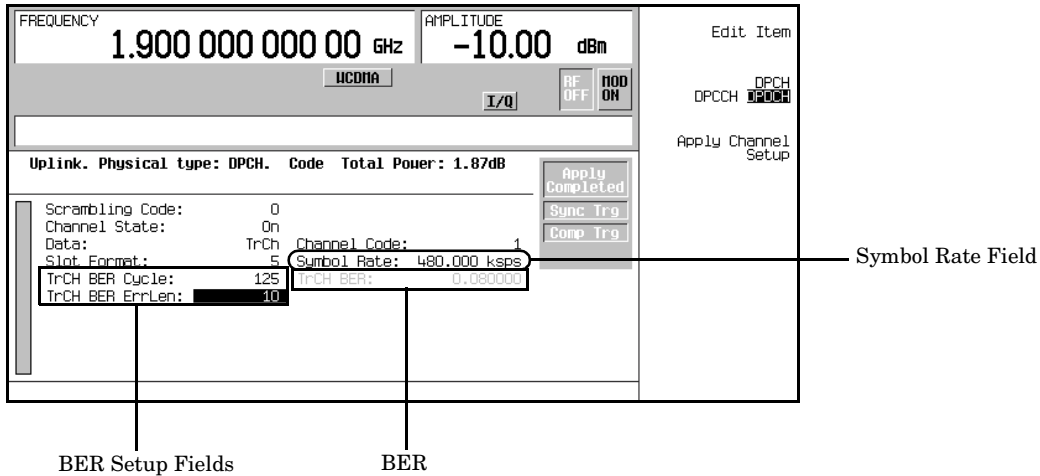 FREQUENCY
1.900 000 000 00 GHz
AMPLITUDE
-10.00 dBm
WCDMA
I/Q
RF OFF
MOD ON
Edit Item
DPCH
DPCCH DPDCH
Apply Channel Setup
Uplink. Physical type: DPCH. Code Total Power: 1.87dB
Apply Completed
Sync Trg
Comp Trg
Scrambling Code: 0
Channel State: On
Data: TrCh Channel Code: 1
Slot Format: 5 Symbol Rate: 480.000 ksps
TrCH BER Cycle: 125 TrCH BER: 0.080000
TrCH BER ErrLen: 10
Symbol Rate Field
BER Setup Fields
BER